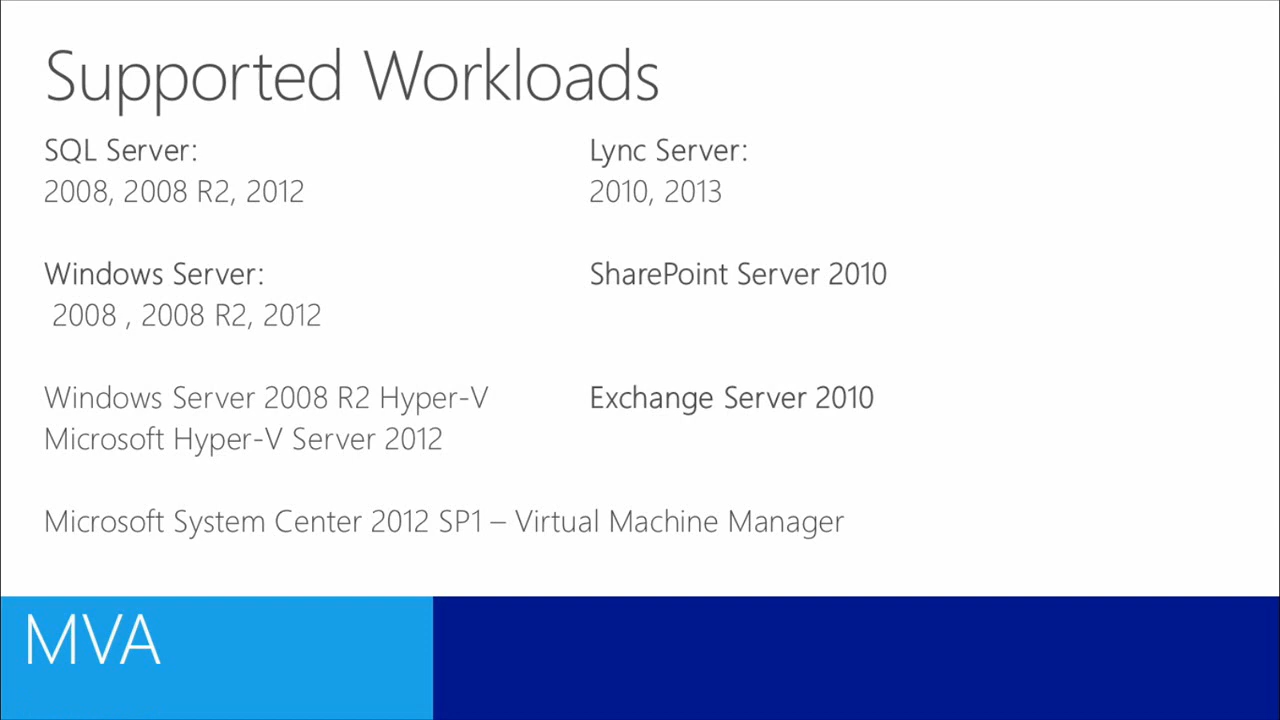 Supported Workloads
SQL Server:
2008, 2008 R2, 2012
Windows Server:
2008 , 2008 R2, 2012
Windows Server 2008 R2 Hyper-V
Microsoft Hyper-V Server 2012
Lync Server:
2010, 2013
SharePoint Server 2010
Exchange Server 2010
Microsoft System Center 2012 SP1 – Virtual Machine Manager
MVA